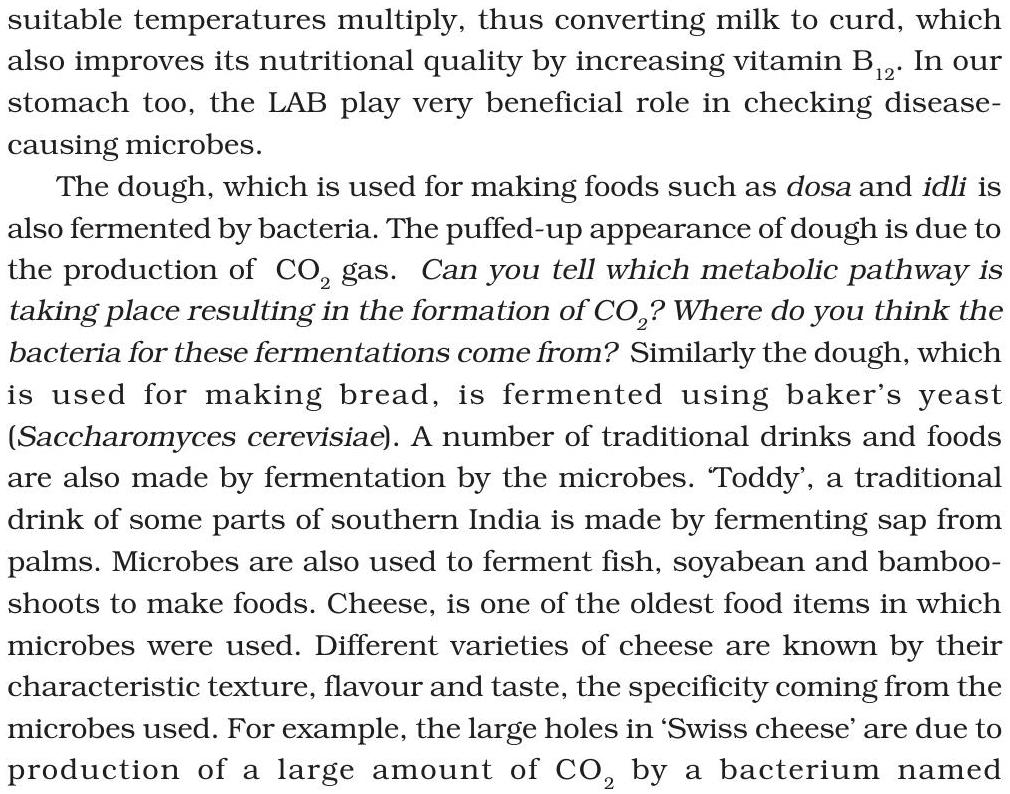 suitable temperatures multiply, thus converting milk to curd, which
also improves its nutritional quality by increasing vitamin B₁₂. In our
stomach too, the LAB play very beneficial role in checking disease-
causing microbes.
The dough, which is used for making foods such as dosa and idli is
also fermented by bacteria. The puffed-up appearance of dough is due to
the production of CO₂ gas. Can you tell which metabolic pathway is
taking place resulting in the formation of CO₂? Where do you think the
bacteria for these fermentations come from? Similarly the dough, which
is used for making bread, is fermented using baker’s yeast
(Saccharomyces cerevisiae). A number of traditional drinks and foods
are also made by fermentation by the microbes. ‘Toddy’, a traditional
drink of some parts of southern India is made by fermenting sap from
palms. Microbes are also used to ferment fish, soyabean and bamboo-
shoots to make foods. Cheese, is one of the oldest food items in which
microbes were used. Different varieties of cheese are known by their
characteristic texture, flavour and taste, the specificity coming from the
microbes used. For example, the large holes in ‘Swiss cheese’ are due to
production of a large amount of CO₂ by a bacterium named